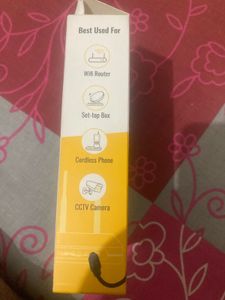 Best Used For
Wifi Router
Set-top Box
Cordless Phone
CCTV Camera